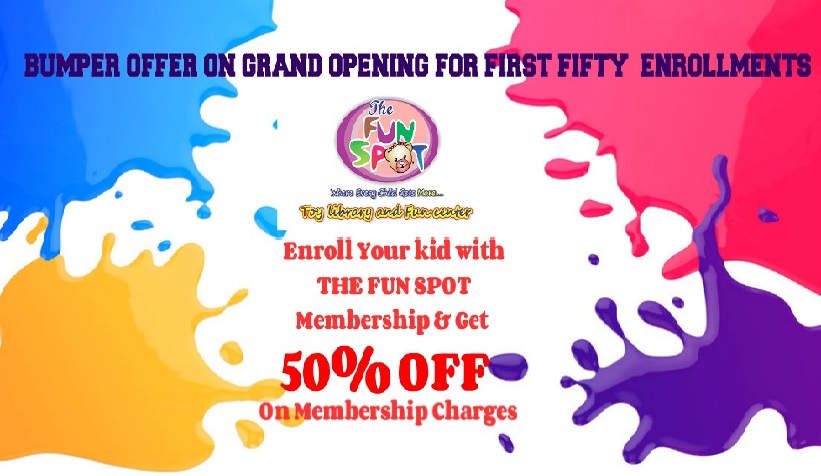 BUMPER OFFER ON GRAND OPENING FOR FIRST FIFTY ENROLLMENTS
The
FUN
SPOT
Where Every Child Gets More...
Toy library and Fun center
Enroll Your kid with
THE FUN SPOT
Membership & Get
50% OFF
On Membership Charges